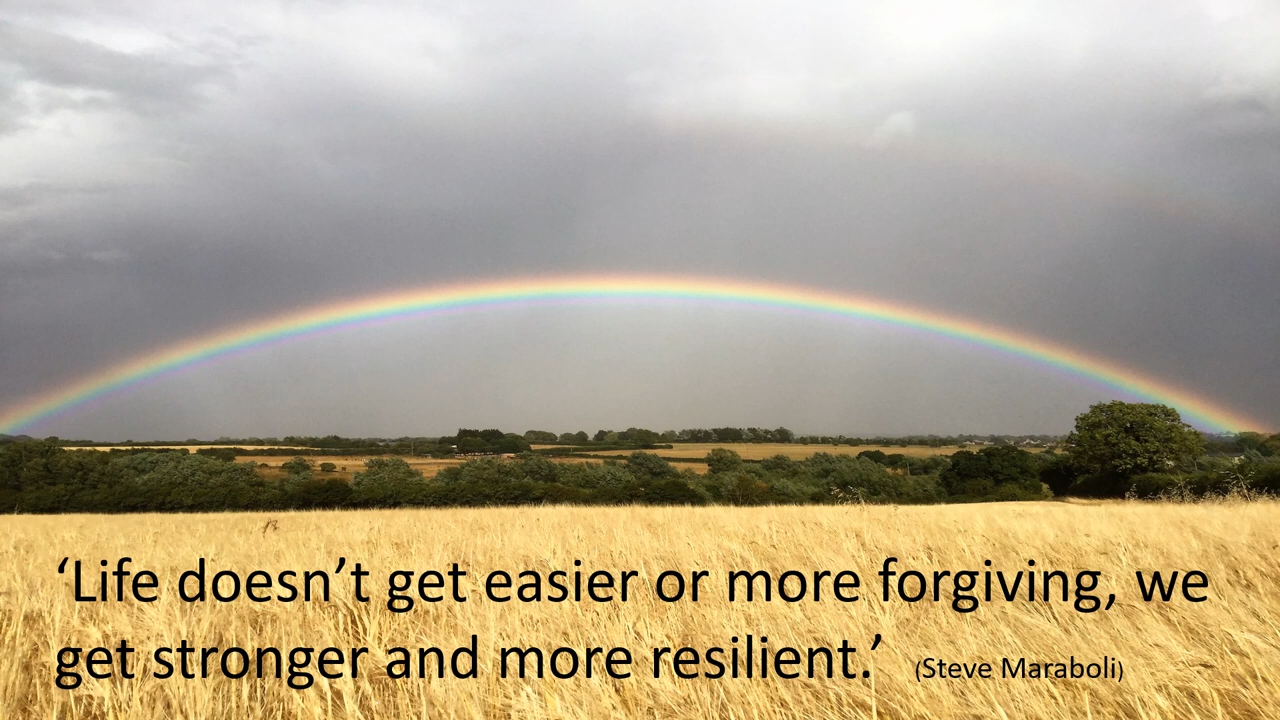 ‘Life doesn’t get easier or more forgiving, we
get stronger and more resilient.’ (Steve Maraboli)